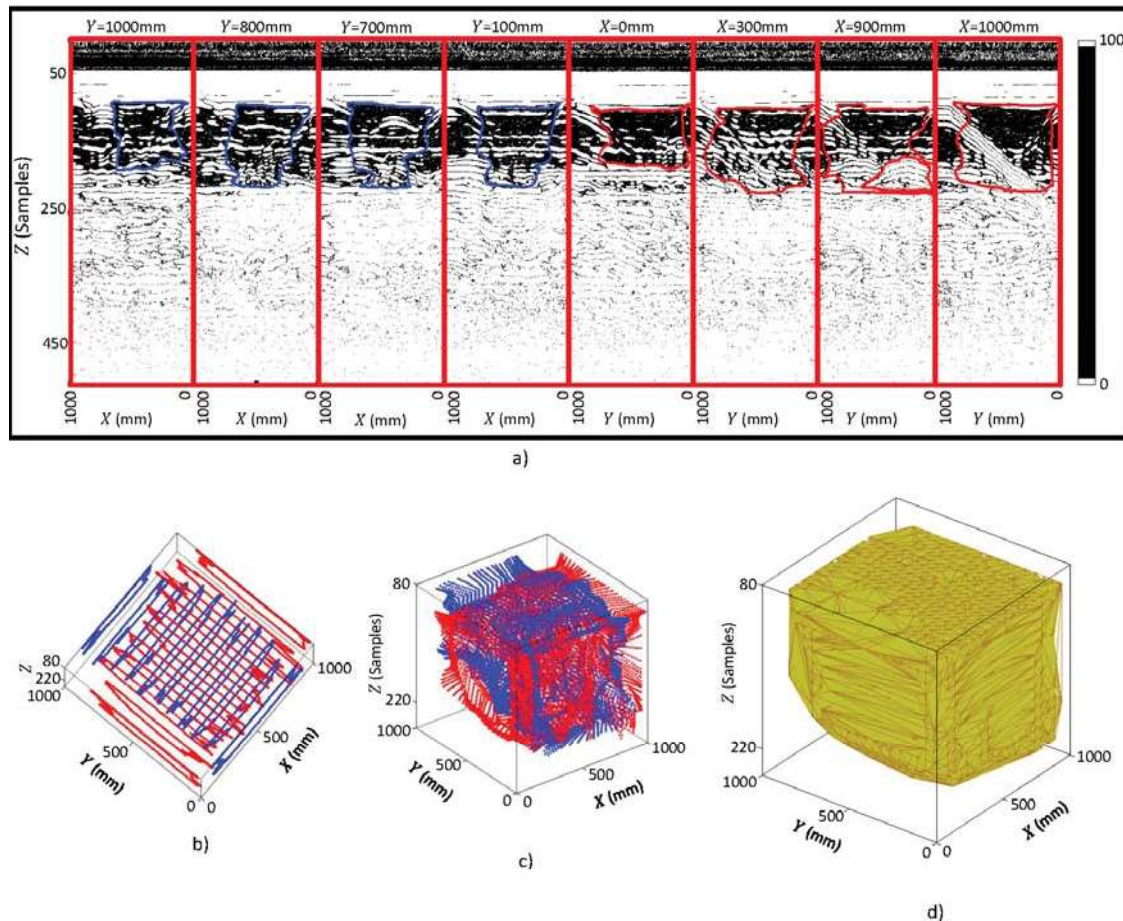 Y=1000mm Y=800mm Y=700mm Y=100mm X=0mm X=300mm X=900mm X=1000mm
100
50
250
450
Z (Samples)
0
1000 0 1000 0 1000 0 1000 0 1000 0 1000 0 1000 0 1000 0
X (mm) X (mm) X (mm) X (mm) Y (mm) Y (mm) Y (mm) Y (mm)
a)
Z
80
220
1000
500
0
Y (mm)
0
500
1000
X (mm)
b)
80
Z (Samples)
220
1000
500
0
Y (mm)
0
500
1000
X (mm)
c)
80
Z (Samples)
220
1000
500
0
Y (mm)
0
500
1000
X (mm)
d)